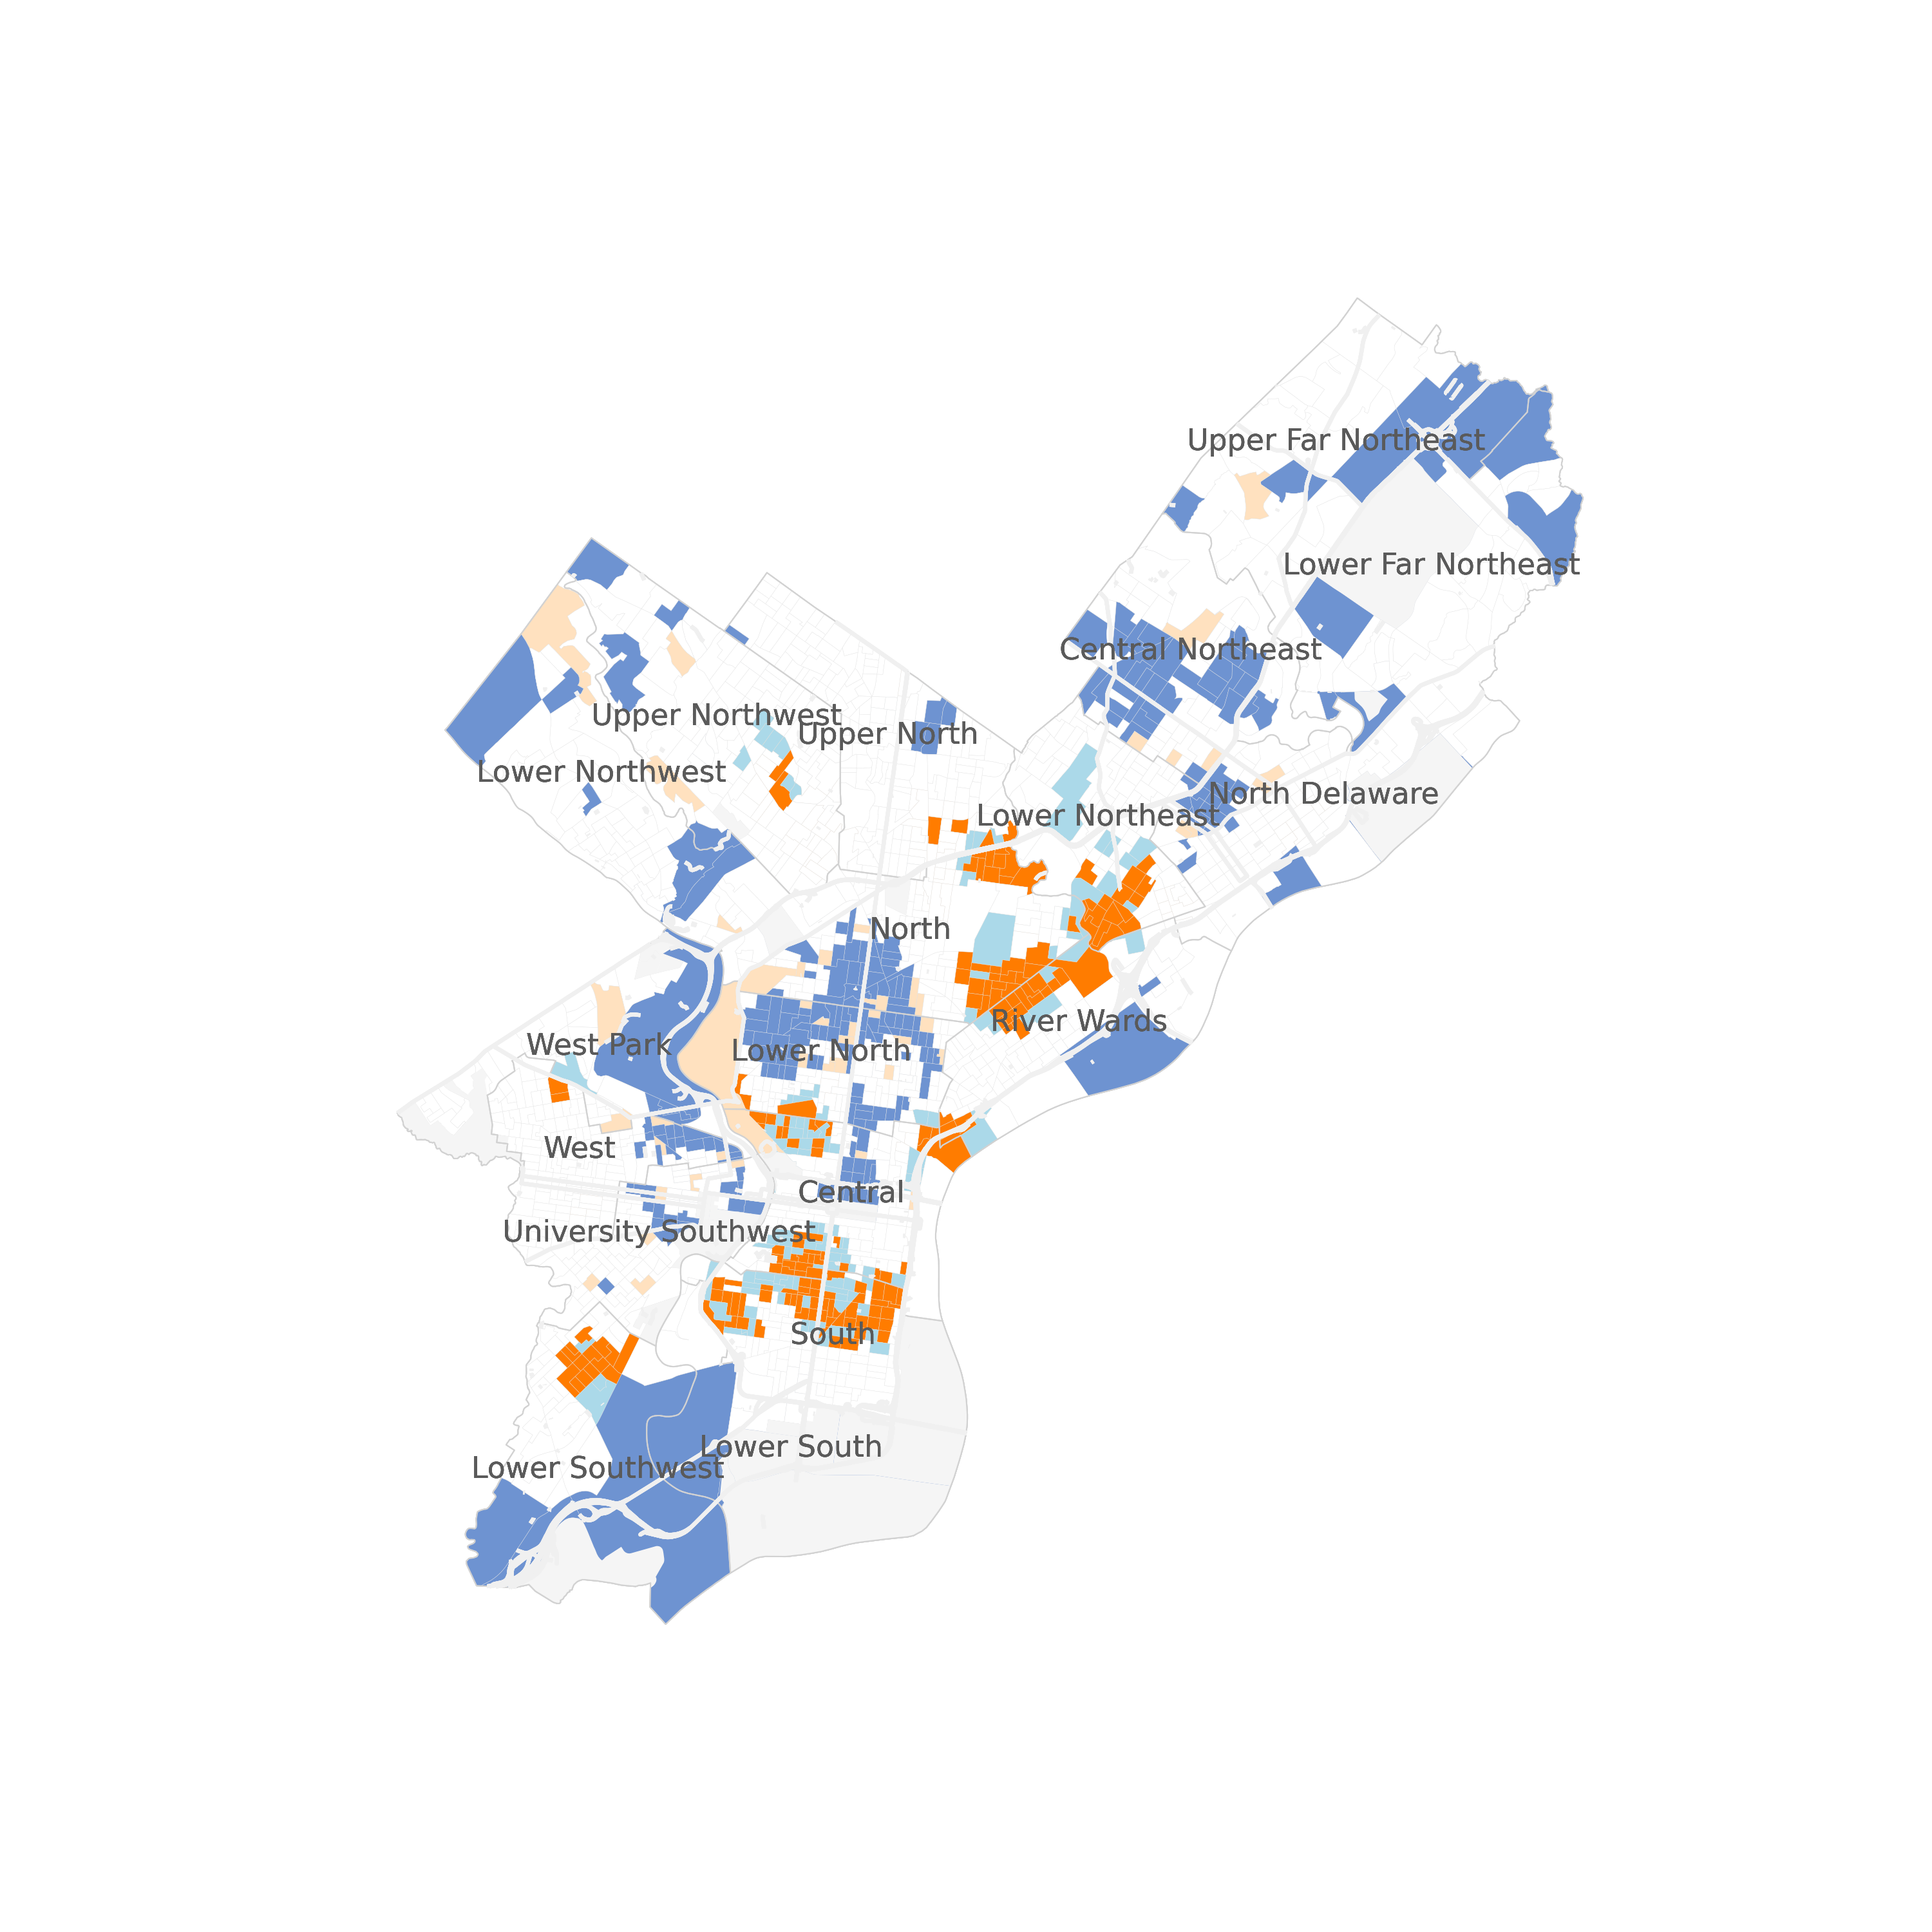 Upper Far Northeast
Lower Far Northeast
Central Northeast
Upper Northwest
Upper North
Lower Northwest
North Delaware
Lower Northeast
North
River Wards
West Park
Lower North
West
Central
University Southwest
South
Lower South
Lower Southwest